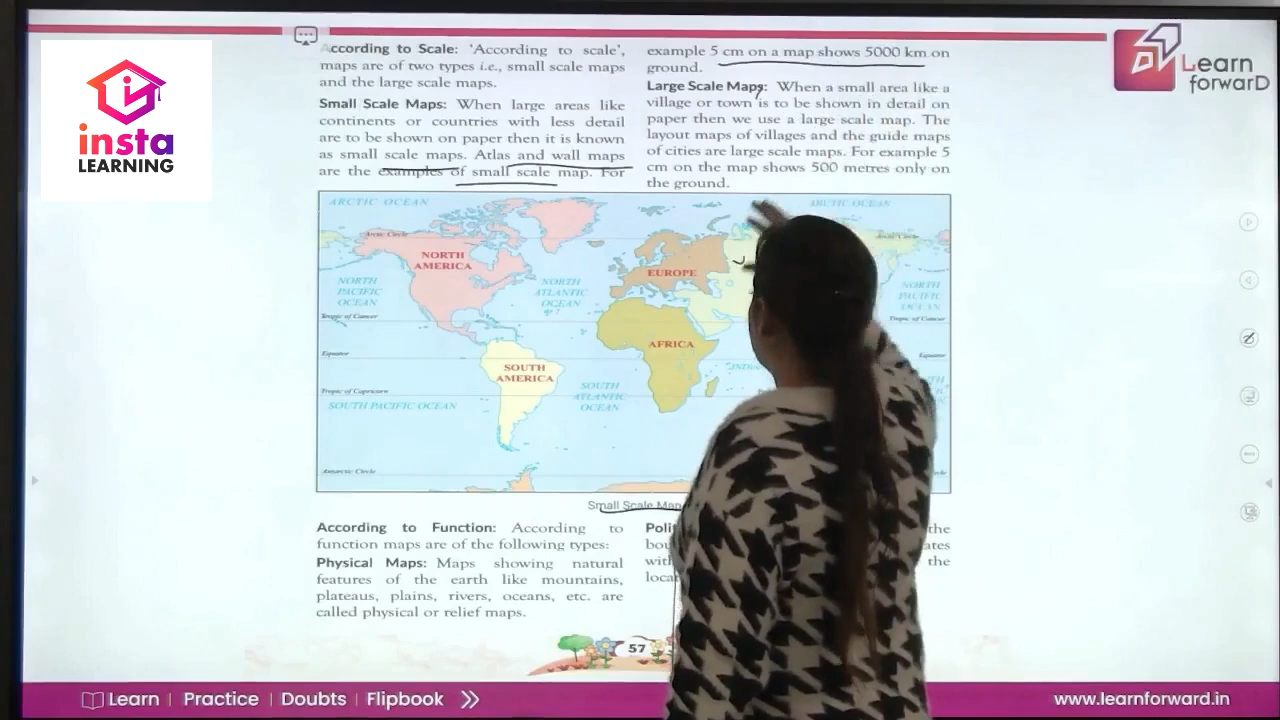 insta
LEARNING
Learn
forwarD
According to Scale: 'According to scale',
maps are of two types i.e., small scale maps
and the large scale maps.
Small Scale Maps: When large areas like
continents or countries with less detail
are to be shown on paper then it is known
as small scale maps. Atlas and wall maps
are the examples of small scale map. For
example 5 cm on a map shows 5000 km on
ground.
Large Scale Maps: When a small area like a
village or town is to be shown in detail on
paper then we use a large scale map. The
layout maps of villages and the guide maps
of cities are large scale maps. For example 5
cm on the map shows 500 metres only on
the ground.
ARCTIC OCEAN
ARCTIC OCEAN
Arctic Circle
Arctic Circle
NORTH
AMERICA
EUROPE
NORTH
PACIFIC
OCEAN
NORTH
ATLANTIC
OCEAN
NORTH
PACIFIC
OCEAN
Tropic of Cancer
Tropic of Cancer
AFRICA
Equator
Equator
SOUTH
AMERICA
Tropic of Capricorn
SOUTH PACIFIC OCEAN
SOUTH
ATLANTIC
OCEAN
Antarctic Circle
Small Scale Map
According to Function: According to
function maps are of the following types:
Physical Maps: Maps showing natural
features of the earth like mountains,
plateaus, plains, rivers, oceans, etc. are
called physical or relief maps.
the
with
the
57
Learn | Practice | Doubts | Flipbook
www.learnforward.in